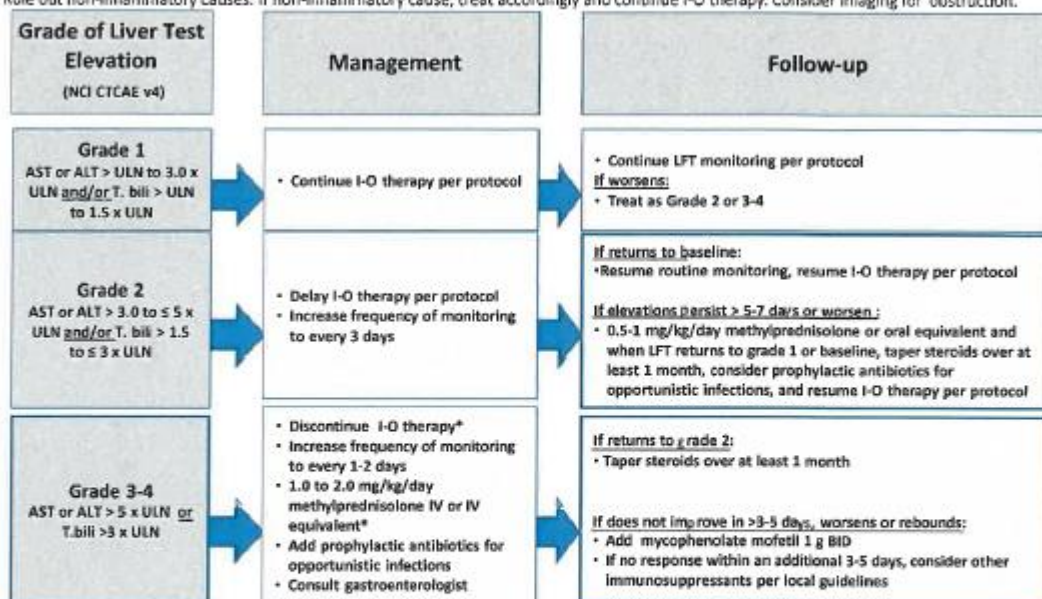 Rule out non-inflammatory causes. If non-inflammatory cause, treat accordingly and continue I-O therapy. Consider imaging for obstruction.
Grade of Liver Test
Elevation
(NCI CTCAE v4)
Management
Follow-up
Grade 1
AST or ALT > ULN to 3.0 x
ULN and/or T. bili > ULN
to 1.5 x ULN
• Continue I-O therapy per protocol
• Continue LFT monitoring per protocol
If worsens:
• Treat as Grade 2 or 3-4
Grade 2
AST or ALT > 3.0 to ≤ 5 x
ULN and/or T. bili > 1.5
to ≤ 3 x ULN
• Delay I-O therapy per protocol
• Increase frequency of monitoring
to every 3 days
If returns to baseline:
•Resume routine monitoring, resume I-O therapy per protocol
If elevations persist > 5-7 days or worsen :
• 0.5-1 mg/kg/day methylprednisolone or oral equivalent and
when LFT returns to grade 1 or baseline, taper steroids over at
least 1 month, consider prophylactic antibiotics for
opportunistic infections, and resume I-O therapy per protocol
Grade 3-4
AST or ALT > 5 x ULN or
T.bili >3 x ULN
• Discontinue I-O therapy*
• Increase frequency of monitoring
to every 1-2 days
• 1.0 to 2.0 mg/kg/day
methylprednisolone IV or IV
equivalent*
• Add prophylactic antibiotics for
opportunistic infections
• Consult gastroenterologist
If returns to grade 2:
• Taper steroids over at least 1 month
If does not improve in >3-5 days, worsens or rebounds:
• Add mycophenolate mofetil 1 g BID
• If no response within an additional 3-5 days, consider other
immunosuppressants per local guidelines